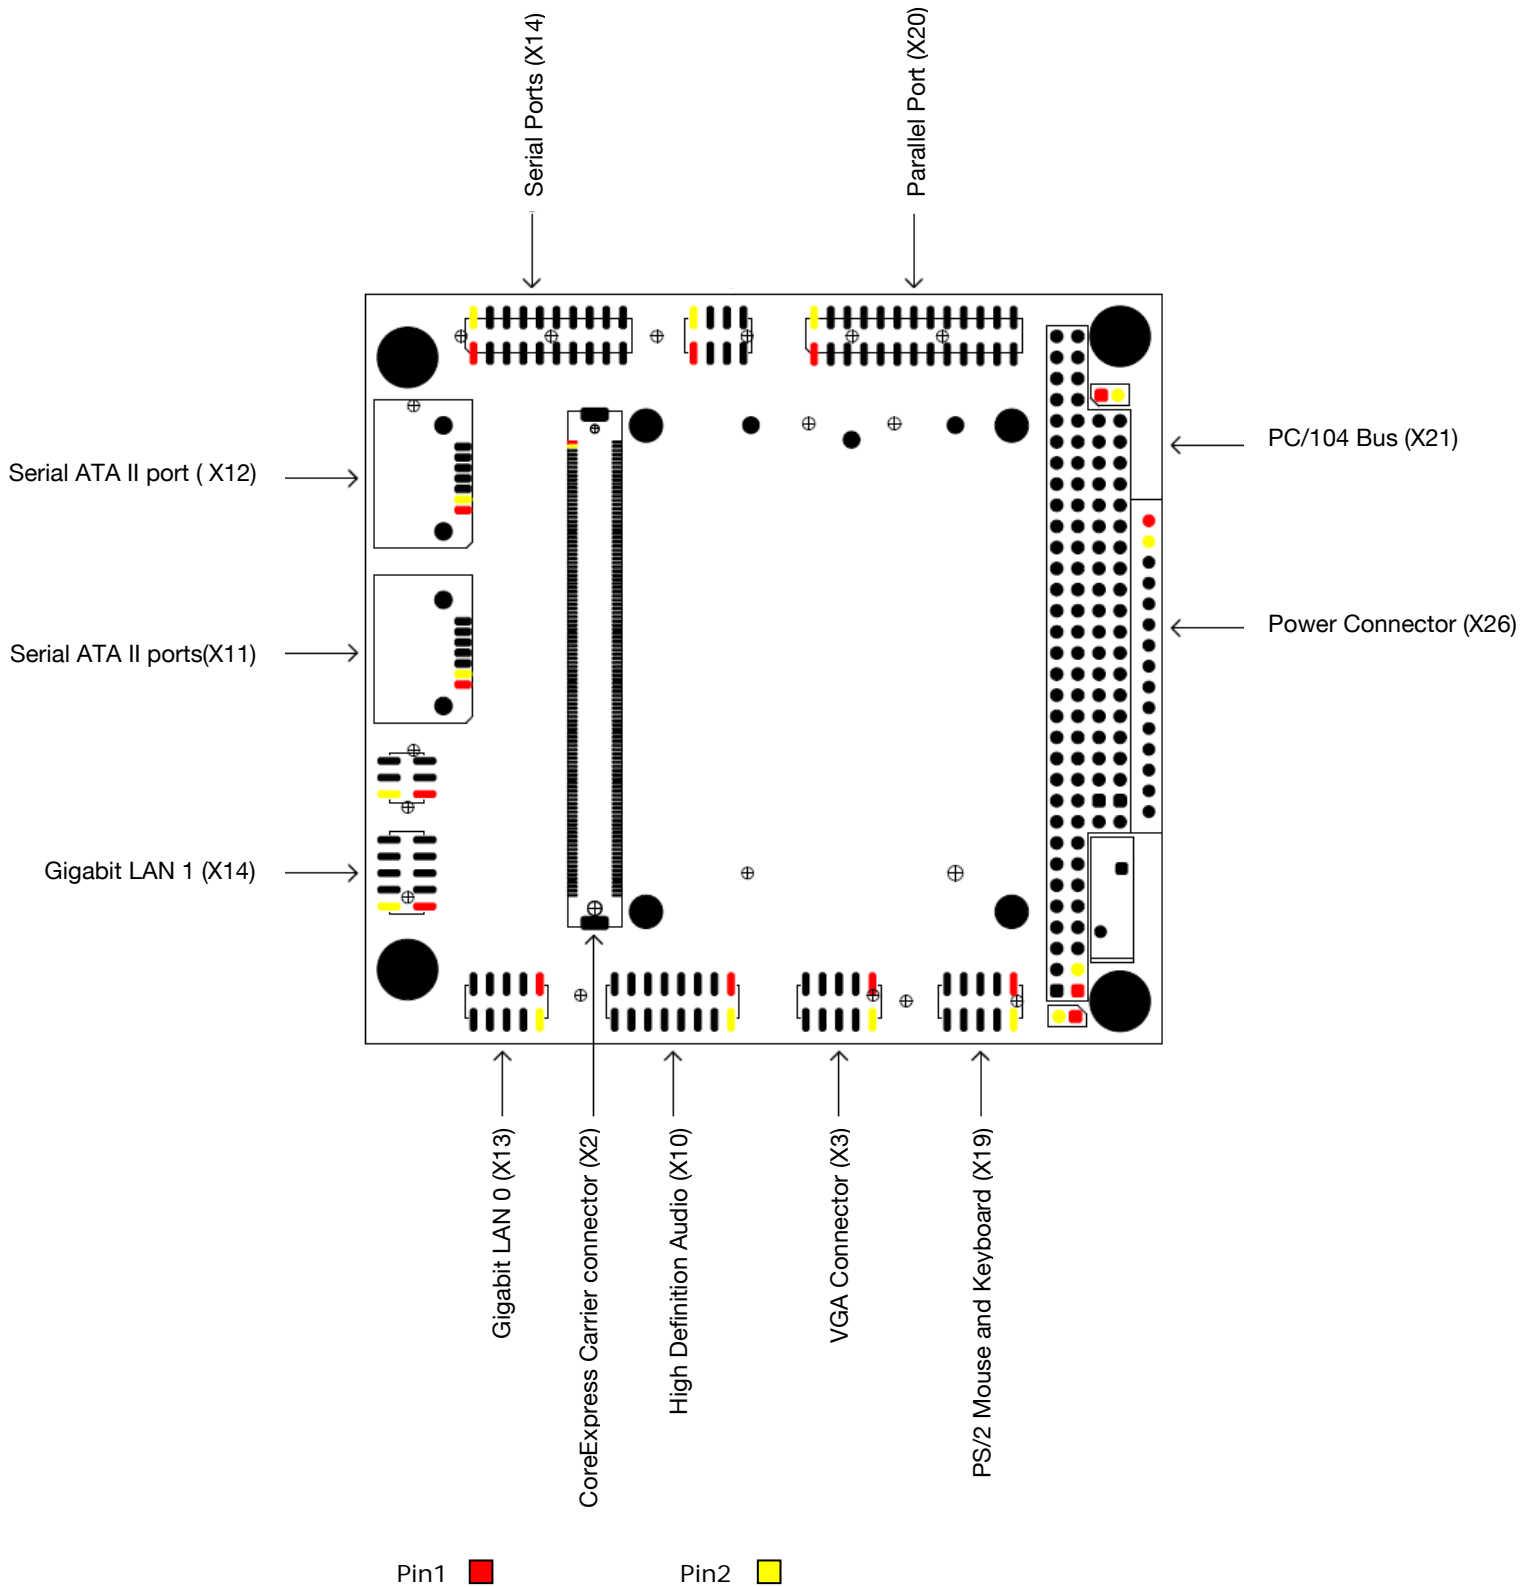 Serial Ports (X14)
Parallel Port (X20)
PC/104 Bus (X21)
Serial ATA II port ( X12)
Power Connector (X26)
Serial ATA II ports(X11)
Gigabit LAN 1 (X14)
Gigabit LAN 0 (X13)
CoreExpress Carrier connector (X2)
High Definition Audio (X10)
VGA Connector (X3)
PS/2 Mouse and Keyboard (X19)
Pin1
Pin2